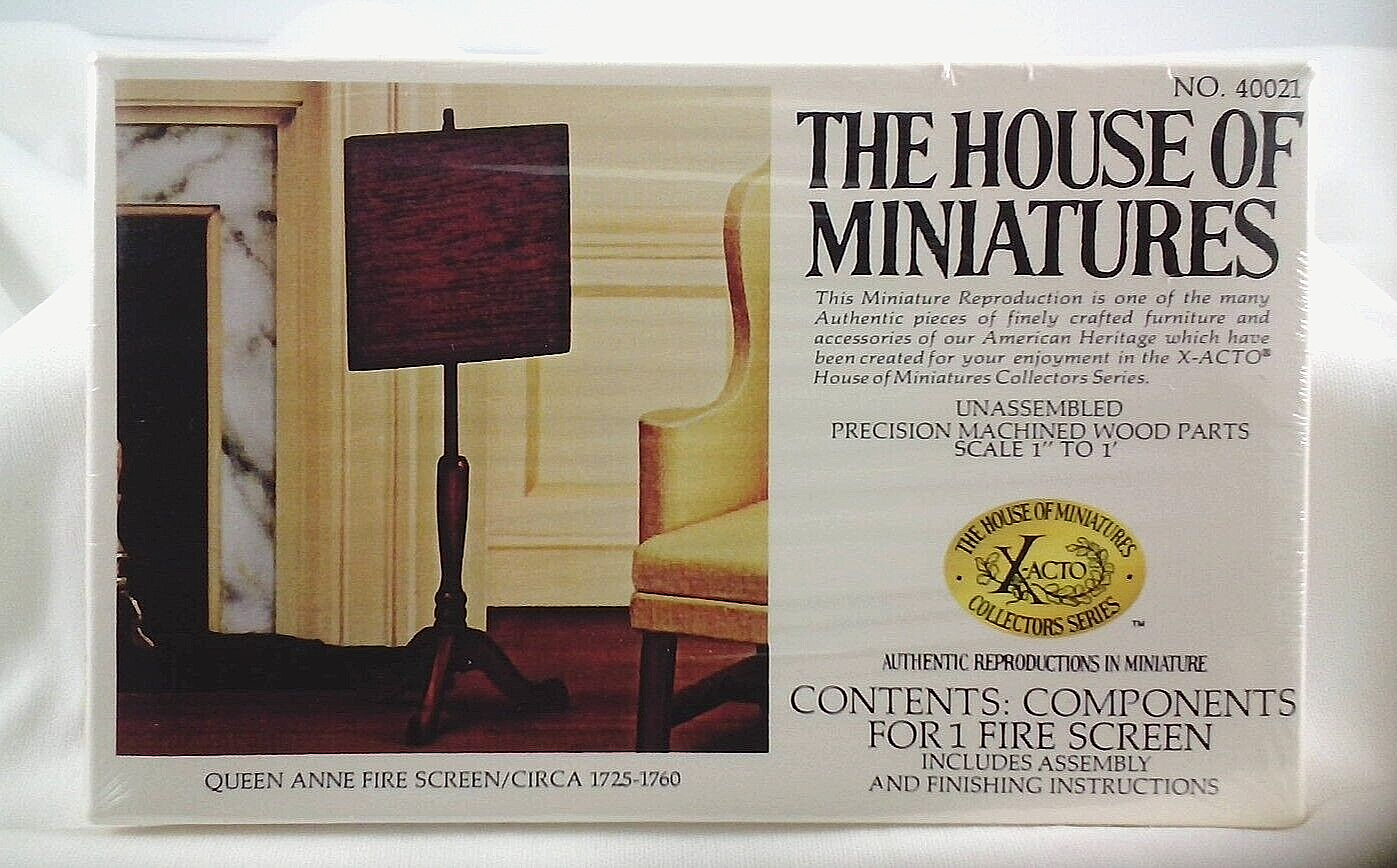 NO. 40021
THE HOUSE OF
MINIATURES
This Miniature Reproduction is one of the many
Authentic pieces of finely crafted furniture and
accessories of our American Heritage which have
been created for your enjoyment in the X-ACTO®
House of Miniatures Collectors Series.
UNASSEMBLED
PRECISION MACHINED WOOD PARTS
SCALE 1" TO 1'
THE HOUSE OF MINIATURES
X-ACTO
COLLECTORS SERIES
TM
AUTHENTIC REPRODUCTIONS IN MINIATURE
CONTENTS: COMPONENTS
FOR 1 FIRE SCREEN
INCLUDES ASSEMBLY
AND FINISHING INSTRUCTIONS
QUEEN ANNE FIRE SCREEN/CIRCA 1725-1760